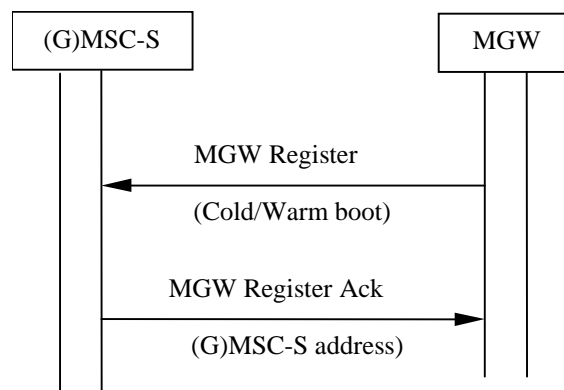 (G)MSC-S
MGW
MGW Register
(Cold/Warm boot)
MGW Register Ack
(G)MSC-S address)